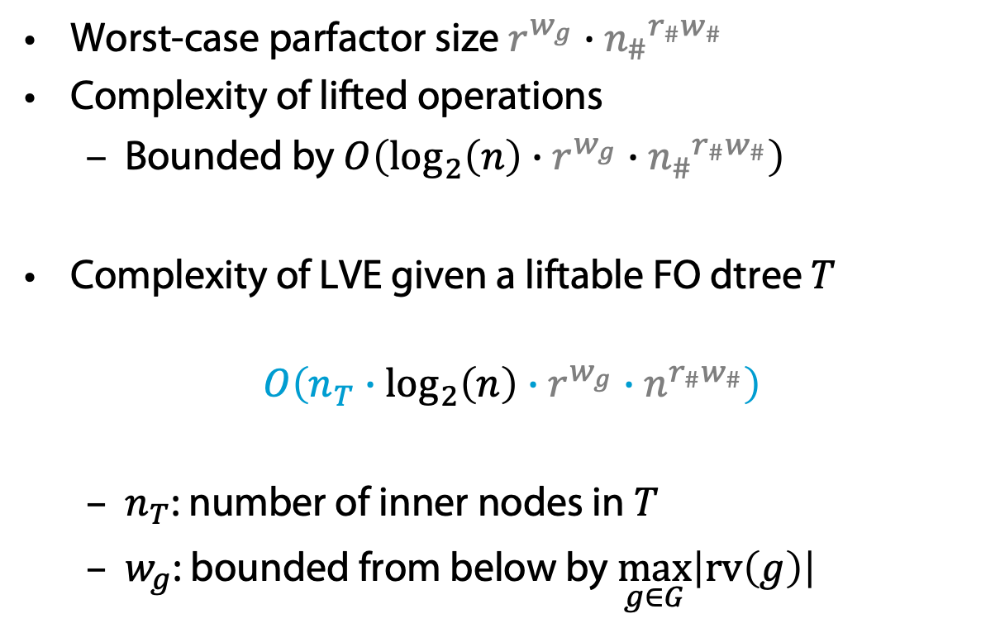 • Worst-case parfactor size $r^{w_g} \cdot n_\#^{r_\# w_\#}$
• Complexity of lifted operations
– Bounded by $O(\log_2(n) \cdot r^{w_g} \cdot n_\#^{r_\# w_\#})$
• Complexity of LVE given a liftable FO dtree $T$
$O(n_T \cdot \log_2(n) \cdot r^{w_g} \cdot n^{r_\# w_\#})$
– $n_T$: number of inner nodes in $T$
– $w_g$: bounded from below by $\max_{g \in G} |\mathrm{rv}(g)|$